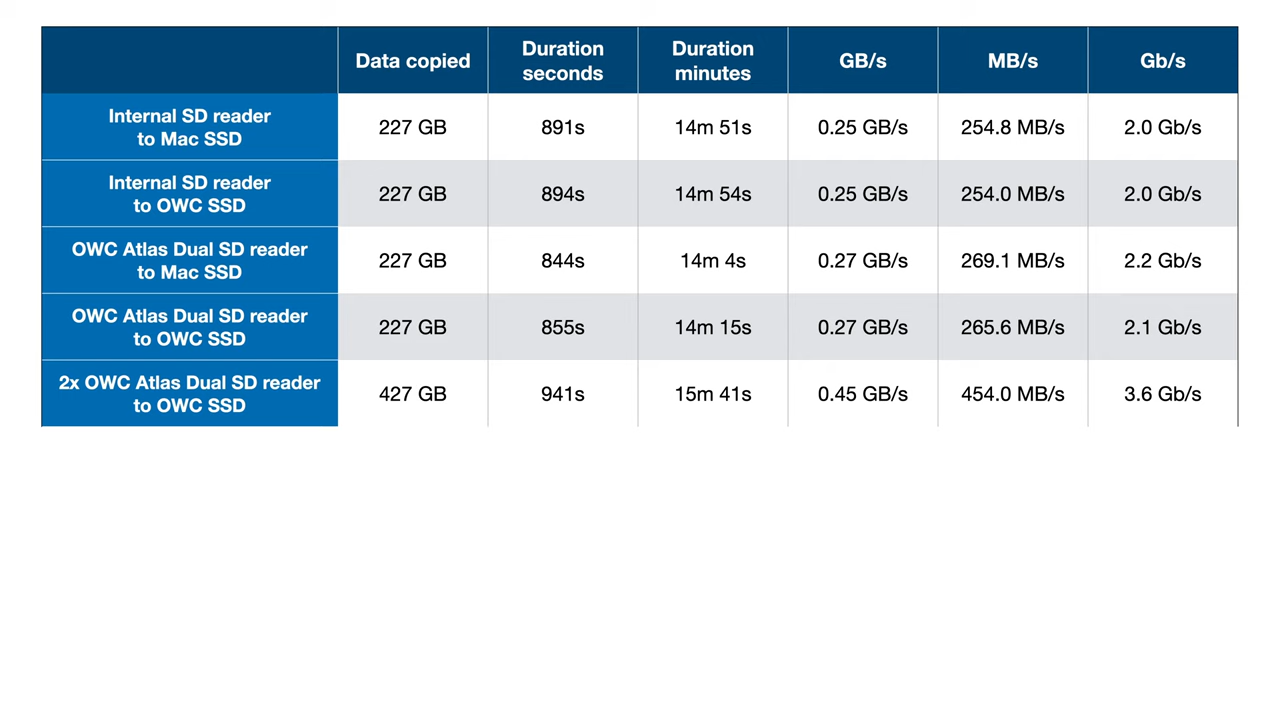 Data copied
Duration
seconds
Duration
minutes
GB/s
MB/s
Gb/s
Internal SD reader
to Mac SSD
227 GB
891s
14m 51s
0.25 GB/s
254.8 MB/s
2.0 Gb/s
Internal SD reader
to OWC SSD
227 GB
894s
14m 54s
0.25 GB/s
254.0 MB/s
2.0 Gb/s
OWC Atlas Dual SD reader
to Mac SSD
227 GB
844s
14m 4s
0.27 GB/s
269.1 MB/s
2.2 Gb/s
OWC Atlas Dual SD reader
to OWC SSD
227 GB
855s
14m 15s
0.27 GB/s
265.6 MB/s
2.1 Gb/s
2x OWC Atlas Dual SD reader
to OWC SSD
427 GB
941s
15m 41s
0.45 GB/s
454.0 MB/s
3.6 Gb/s